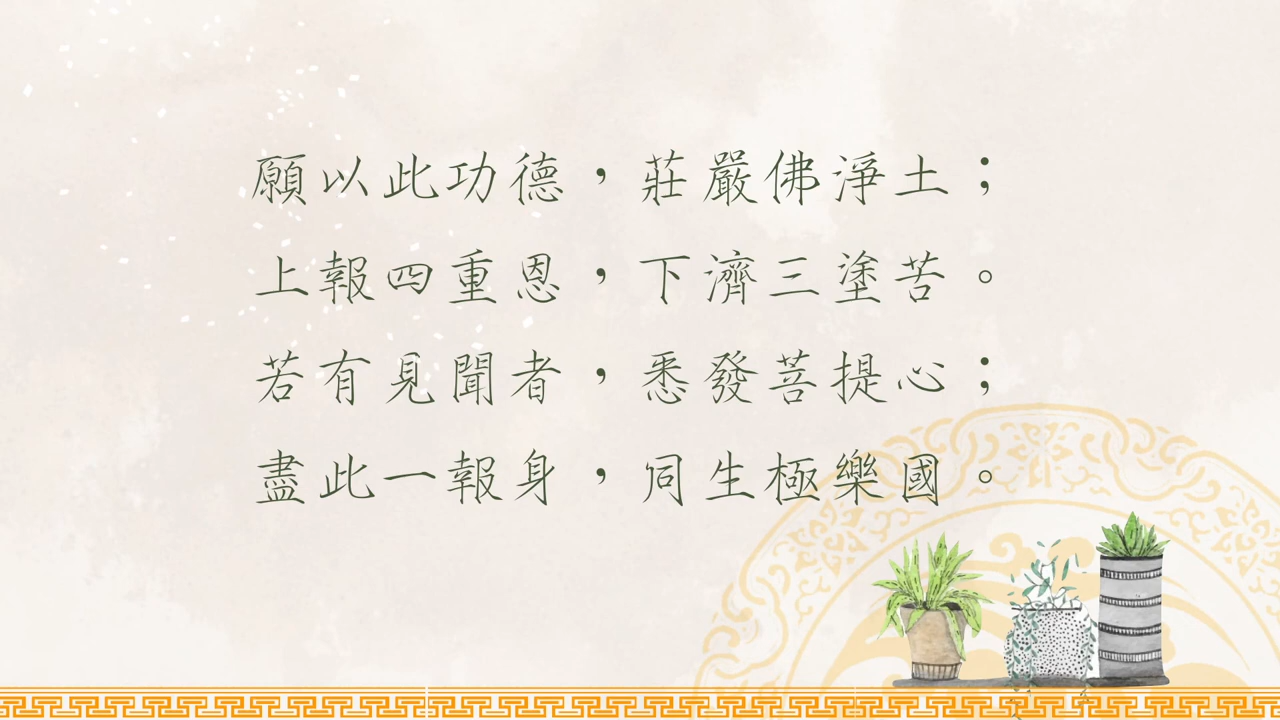 願以此功德，莊嚴佛淨土；
上報四重恩，下濟三塗苦。
若有見聞者，悉發菩提心；
盡此一報身，同生極樂國。